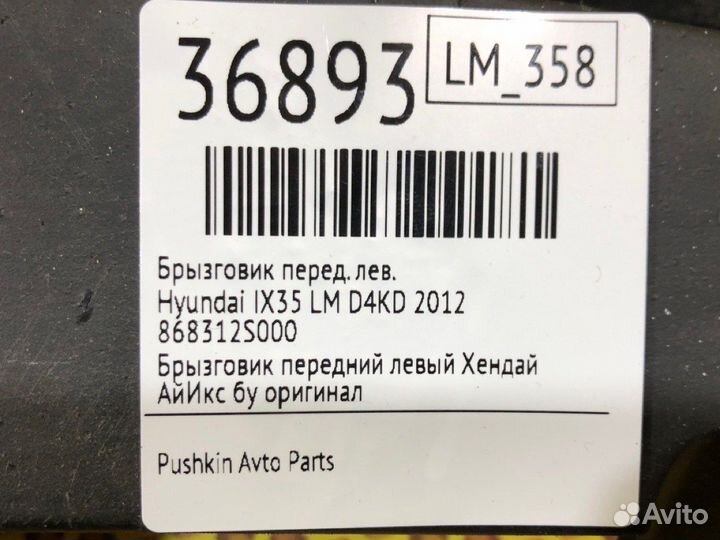 36893
LM_358
Брызговик перед. лев.
Hyundai IX35 LM D4KD 2012
868312S000
Брызговик передний левый Хендай
АйИкс бу оригинал
Pushkin Avto Parts
Avito